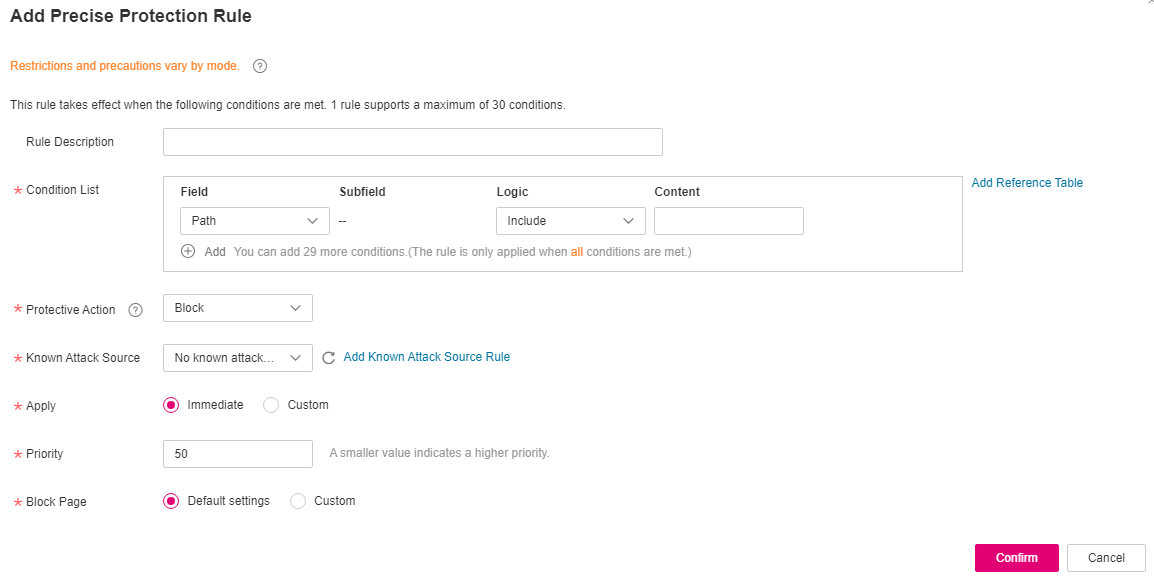 Add Precise Protection Rule
Restrictions and precautions vary by mode. ?
This rule takes effect when the following conditions are met. 1 rule supports a maximum of 30 conditions.
Rule Description
* Condition List
Field Subfield Logic Content
Add Reference Table
Path -- Include
Add You can add 29 more conditions.(The rule is only applied when all conditions are met.)
* Protective Action ? Block
* Known Attack Source No known attack... Add Known Attack Source Rule
* Apply Immediate Custom
* Priority 50 A smaller value indicates a higher priority.
* Block Page Default settings Custom
Confirm Cancel